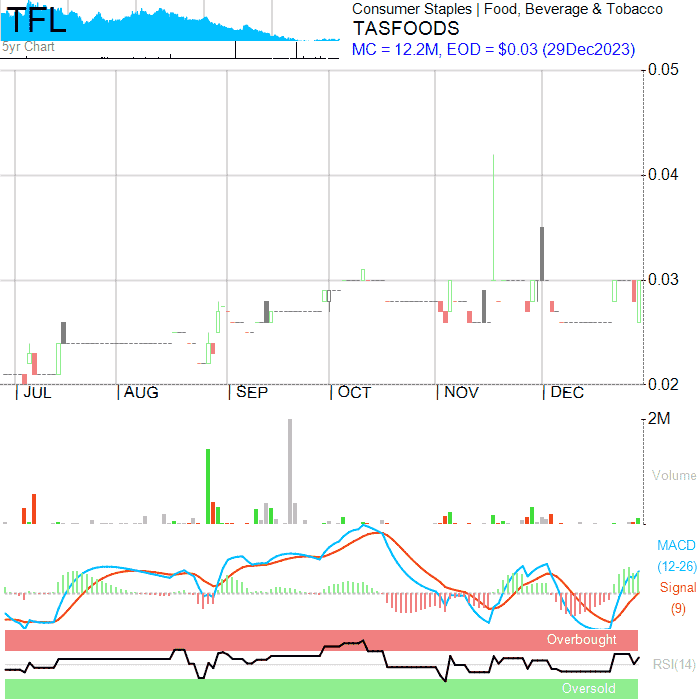 TFL
5yr Chart
Consumer Staples | Food, Beverage & Tobacco
TASFOODS
MC = 12.2M, EOD = $0.03 (29Dec2023)
0.05
0.04
0.03
0.02
JUL AUG SEP OCT NOV DEC
2M
Volume
MACD
(12-26)
Signal
(9)
Overbought
RSI(14)
Oversold